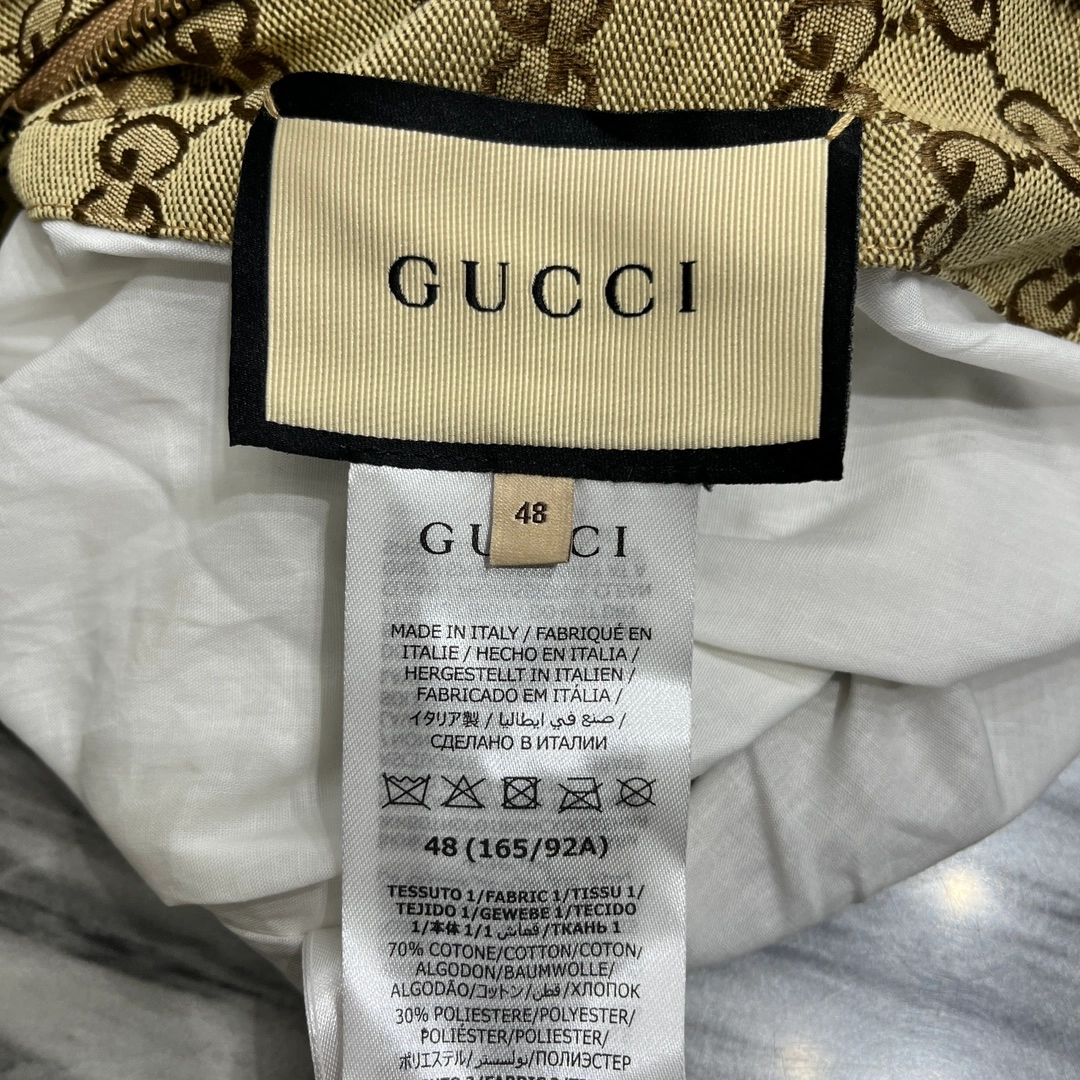 GUCCI
48
GUCCI
MADE IN ITALY / FABRIQUÉ EN
ITALIE / HECHO EN ITALIA /
HERGESTELLT IN ITALIEN /
FABRICADO EM ITÁLIA /
イタリア製 / صنع في ايطاليا /
СДЕЛАНО В ИТАЛИИ
48 (165/92A)
TESSUTO 1/FABRIC 1/TISSU 1/
TEJIDO 1/GEWEBE 1/TECIDO
1/本体 1/قماش 1/ТКАНЬ 1
70% COTONE/COTTON/COTON/
ALGODON/BAUMWOLLE/
ALGODÃO/コットン/قطن/ХЛОПОК
30% POLIESTERE/POLYESTER/
POLIÉSTER/POLYESTER/
ポリエステル/بوليستر/ПОЛИЭСТЕР